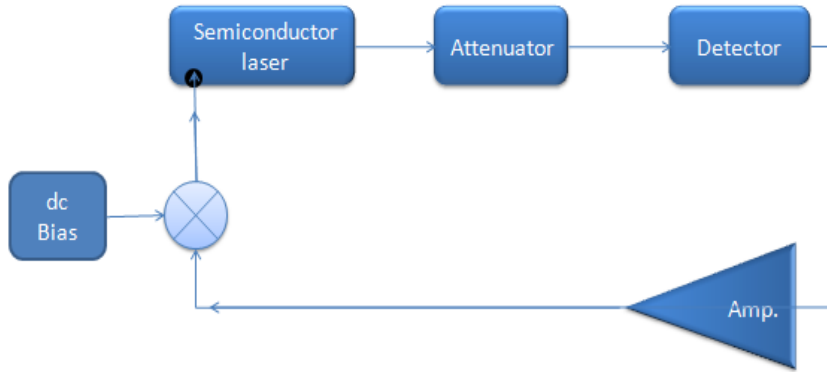 Semiconductor
laser
Attenuator
Detector
dc
Bias
Amp.